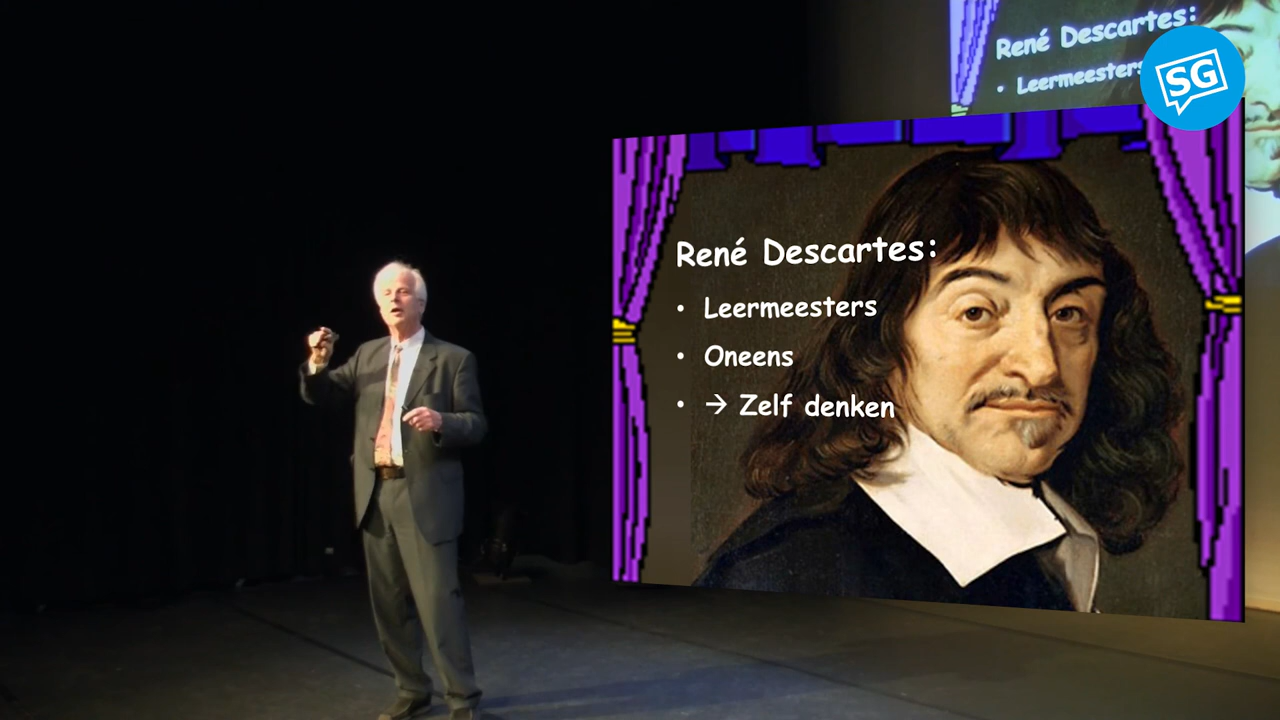 René Descartes:
• Leermeesters
SG
René Descartes:
• Leermeesters
• Oneens
• → Zelf denken